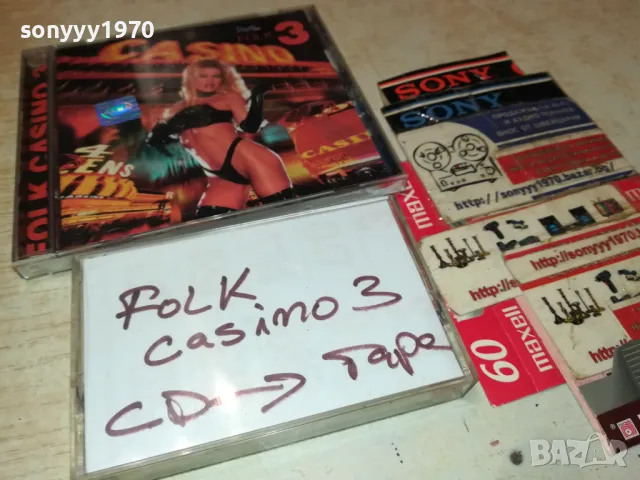 sonyyy1970
FOLK
3
CASINO
FOLK CASINO 3
SONY
SONY
http://sonyyy1970.bazar.bg/
maxell
http://sonyyy1970.
http://
60
maxell
FOLK
casino 3
CD → Tape
BAZAR